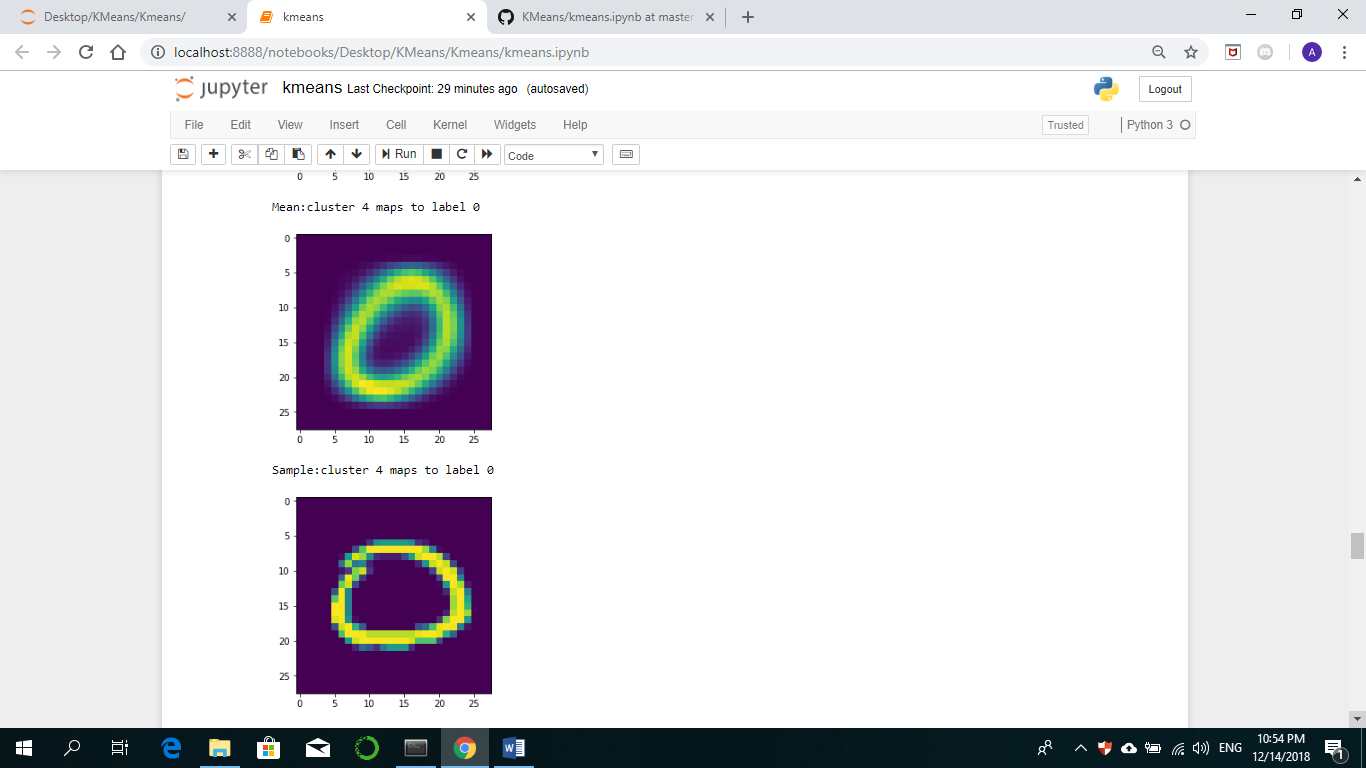 Desktop/KMeans/Kmeans/
kmeans
KMeans/kmeans.ipynb at master
localhost:8888/notebooks/Desktop/KMeans/Kmeans/kmeans.ipynb
A
jupyter kmeans Last Checkpoint: 29 minutes ago (autosaved)
Logout
File Edit View Insert Cell Kernel Widgets Help
Trusted
Python 3
Run
Code
0 5 10 15 20 25
Mean:cluster 4 maps to label 0
0
5
10
15
20
25
0 5 10 15 20 25
Sample:cluster 4 maps to label 0
0
5
10
15
20
25
0 5 10 15 20 25
ENG
10:54 PM
12/14/2018
1